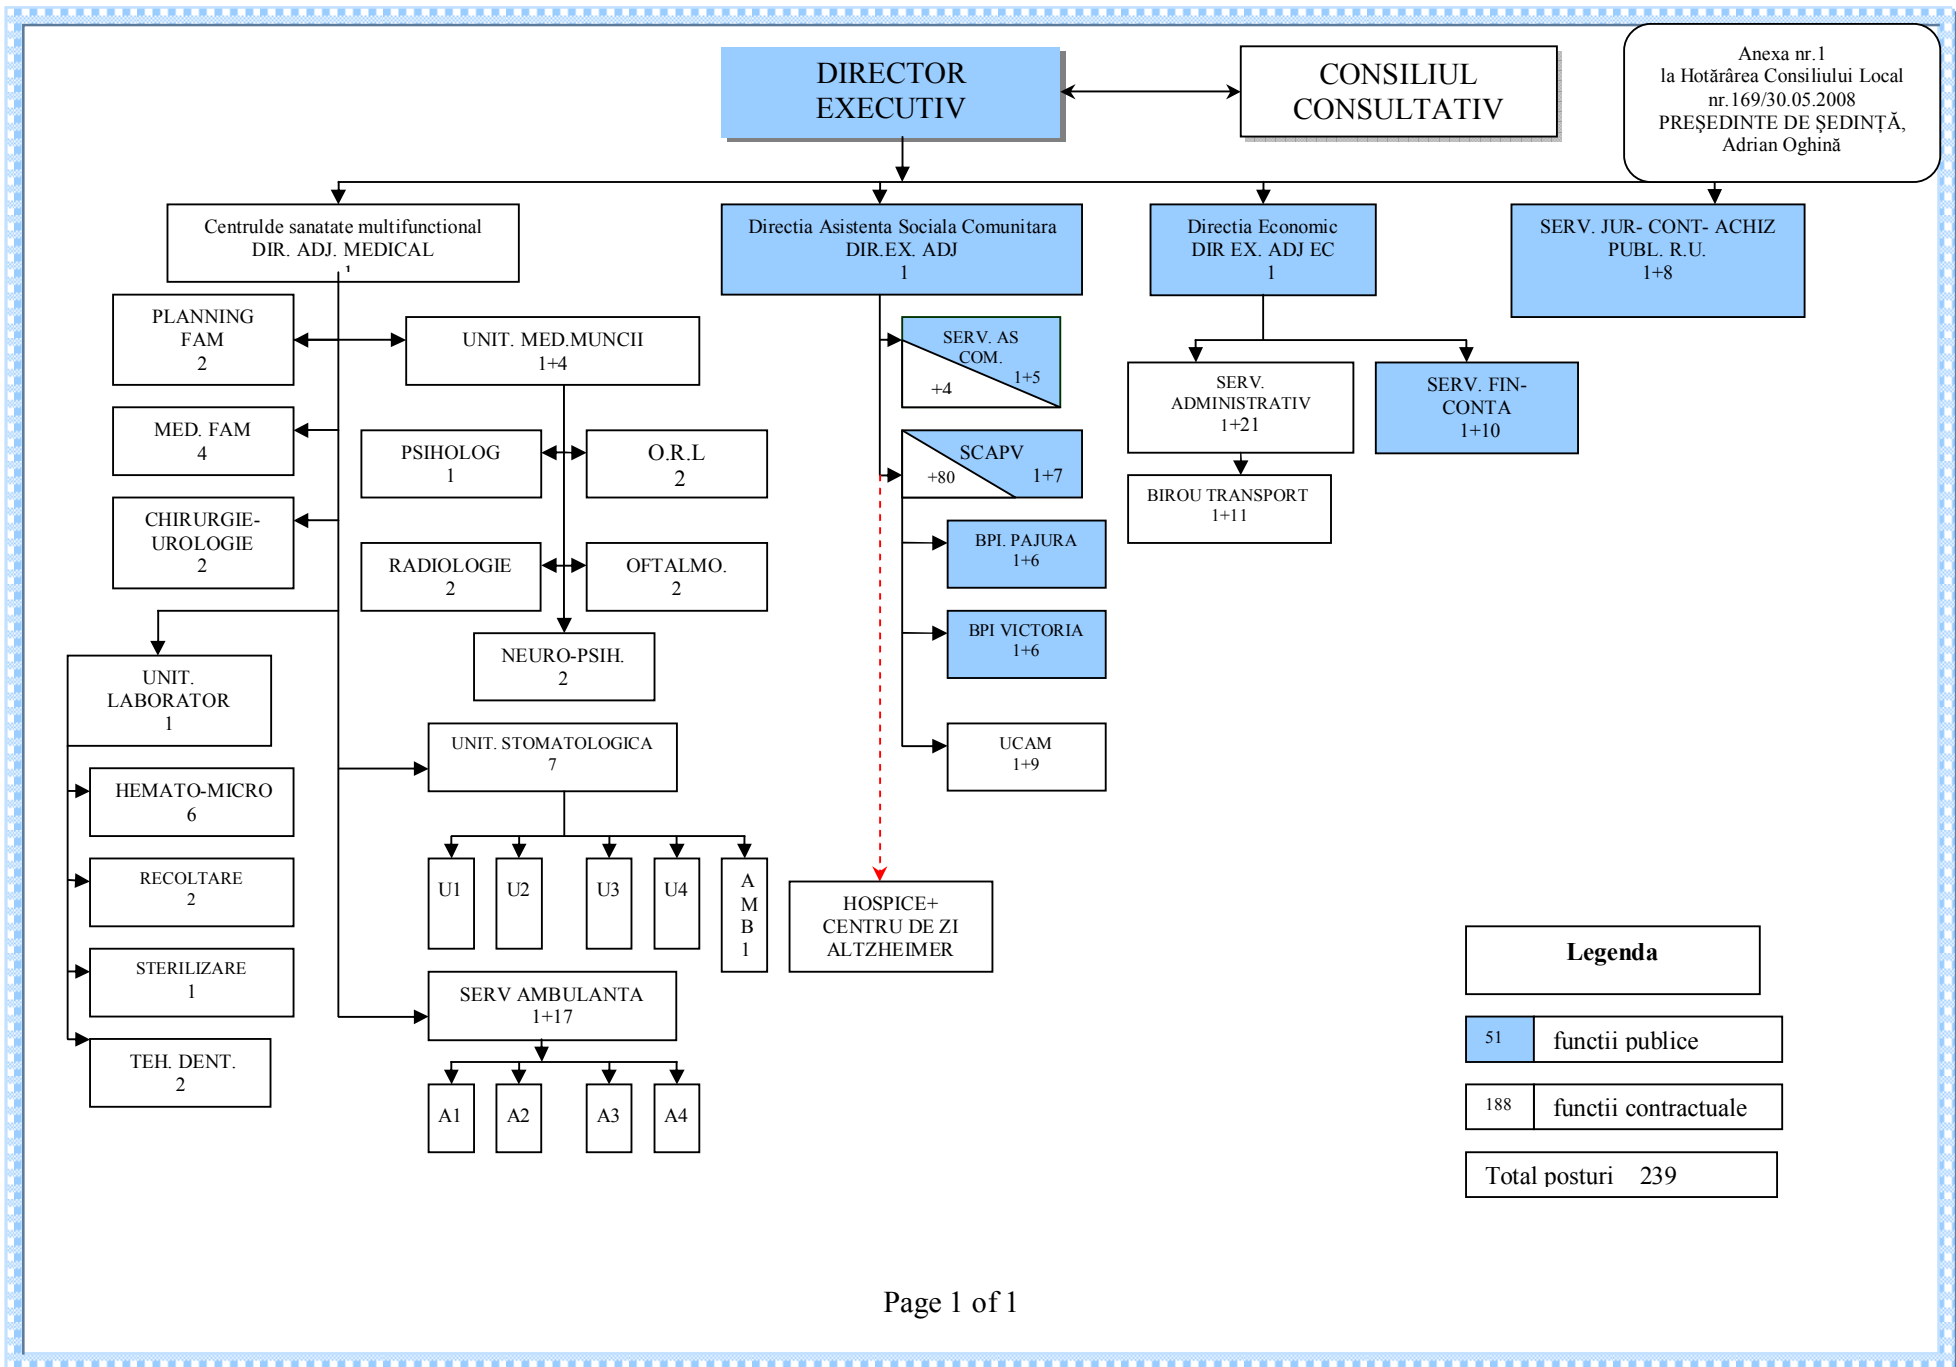 DIRECTOR
EXECUTIV
CONSILIUL
CONSULTATIV
Anexa nr.1
la Hotărârea Consiliului Local
nr.169/30.05.2008
PREŞEDINTE DE ŞEDINŢĂ,
Adrian Oghină
Centrulde sanatate multifunctional
DIR. ADJ. MEDICAL
1
Directia Asistenta Sociala Comunitara
DIR.EX. ADJ
1
Directia Economic
DIR EX. ADJ EC
1
SERV. JUR- CONT- ACHIZ
PUBL. R.U.
1+8
PLANNING
FAM
2
UNIT. MED.MUNCII
1+4
MED. FAM
4
PSIHOLOG
1
O.R.L
2
CHIRURGIE-
UROLOGIE
2
RADIOLOGIE
2
OFTALMO.
2
NEURO-PSIH.
2
UNIT.
LABORATOR
1
HEMATO-MICRO
6
RECOLTARE
2
STERILIZARE
1
TEH. DENT.
2
UNIT. STOMATOLOGICA
7
U1
U2
U3
U4
A
M
B
1
SERV AMBULANTA
1+17
A1
A2
A3
A4
SERV. AS
COM.
1+5
+4
SCAPV
+80
1+7
BPI. PAJURA
1+6
BPI VICTORIA
1+6
UCAM
1+9
HOSPICE+
CENTRU DE ZI
ALTZHEIMER
SERV.
ADMINISTRATIV
1+21
SERV. FIN-
CONTA
1+10
BIROU TRANSPORT
1+11
Legenda
51 functii publice
188 functii contractuale
Total posturi 239
Page 1 of 1